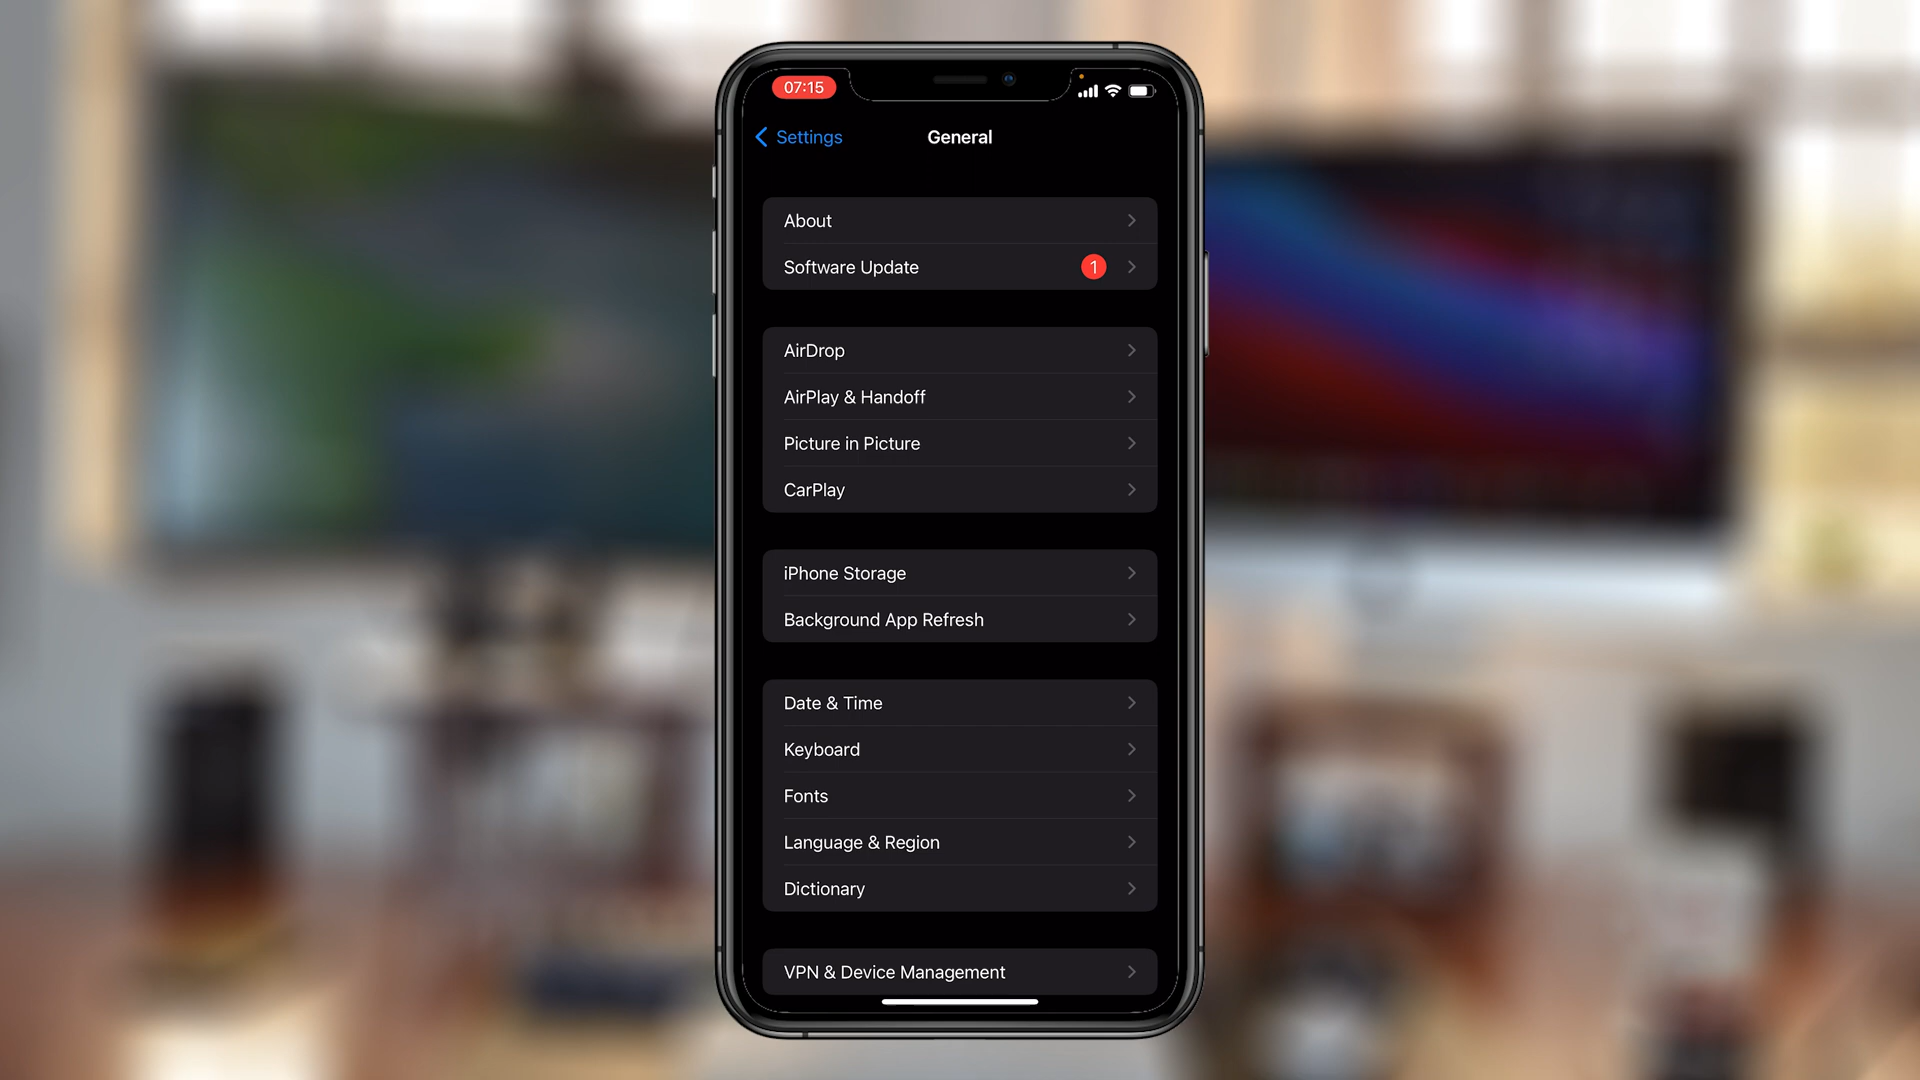 07:15
Settings
General
About
Software Update 1
AirDrop
AirPlay & Handoff
Picture in Picture
CarPlay
iPhone Storage
Background App Refresh
Date & Time
Keyboard
Fonts
Language & Region
Dictionary
VPN & Device Management